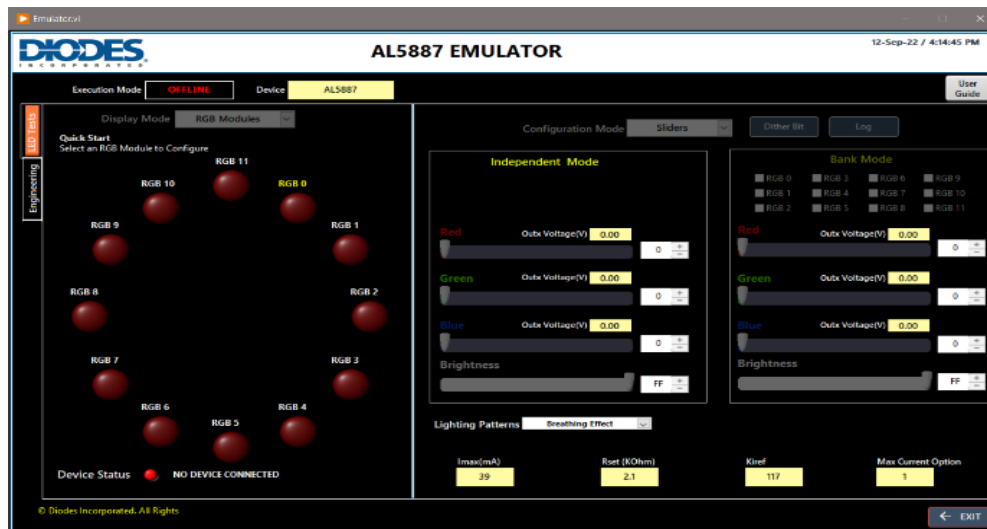 Emulator.vi
DIODES
INCORPORATED
AL5887 EMULATOR
12-Sep-22 / 4:14:45 PM
Execution Mode OFFLINE Device AL5887
User
Guide
LED Tests
Engineering
Display Mode RGB Modules
Quick Start
Select an RGB Module to Configure
RGB 11
RGB 10
RGB 0
RGB 9
RGB 1
RGB 8
RGB 2
RGB 7
RGB 3
RGB 6
RGB 5
RGB 4
Device Status NO DEVICE CONNECTED
Configuration Mode Sliders Dither Bit Log
Independent Mode
Red Outx Voltage(V) 0.00
0
Green Outx Voltage(V) 0.00
0
Blue Outx Voltage(V) 0.00
0
Brightness
FF
Bank Mode
RGB 0 RGB 3 RGB 6 RGB 9
RGB 1 RGB 4 RGB 7 RGB 10
RGB 2 RGB 5 RGB 8 RGB 11
Red Outx Voltage(V) 0.00
0
Green Outx Voltage(V) 0.00
0
Blue Outx Voltage(V) 0.00
0
Brightness
FF
Lighting Patterns Breathing Effect
Imax(mA) Rset (KOhm) Kiref Max Current Option
39 2.1 117 1
© Diodes Incorporated. All Rights
EXIT